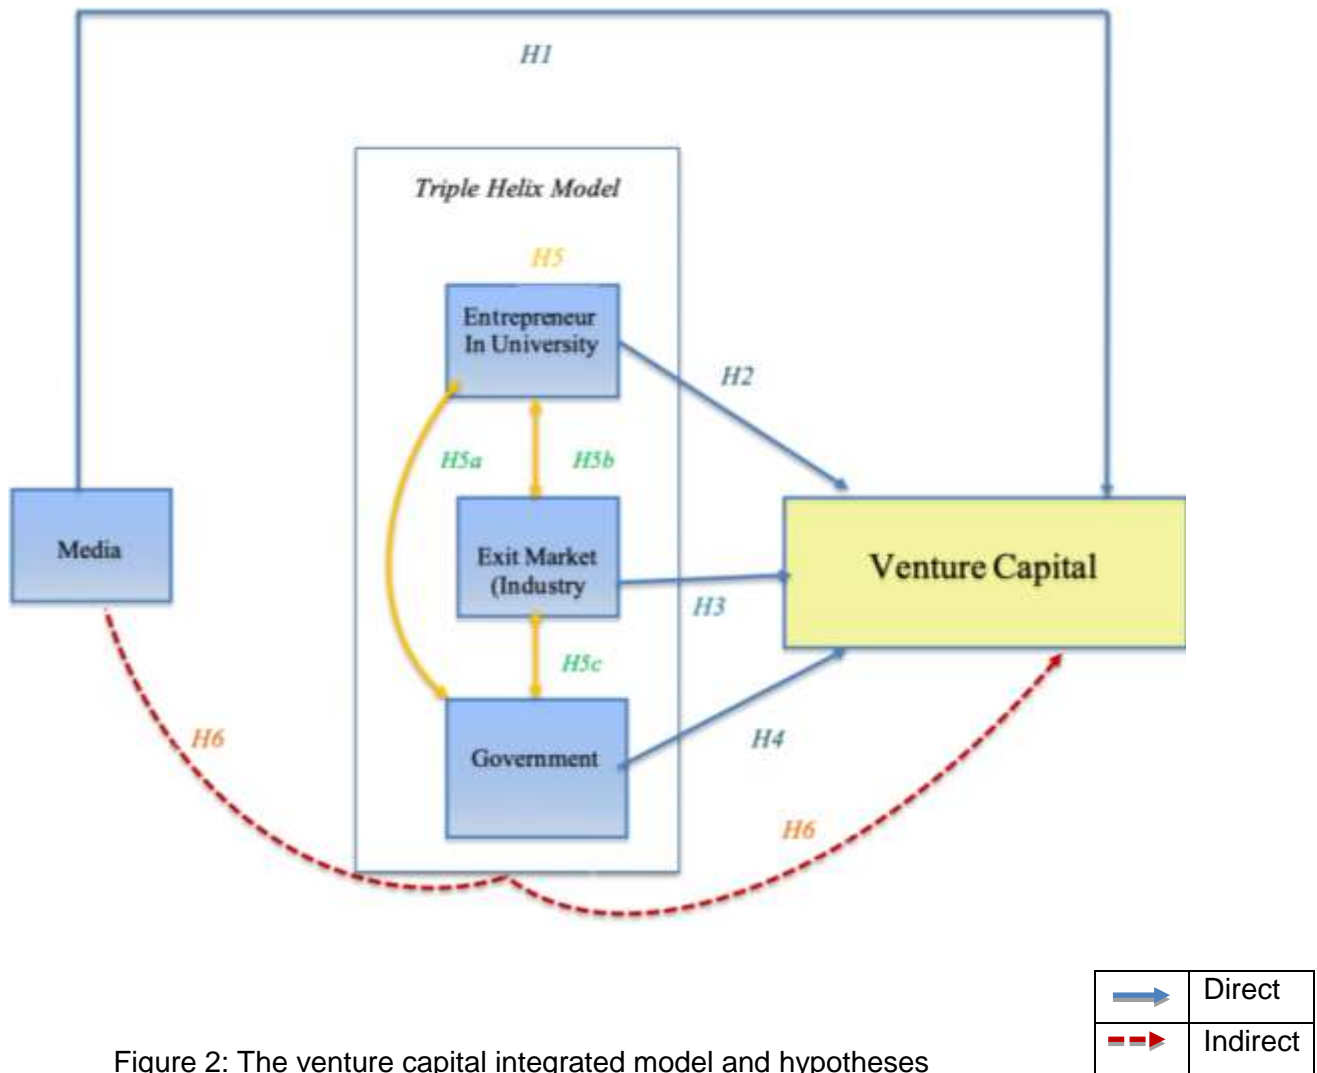 H1
Triple Helix Model
H5
Entrepreneur
In University
H2
H5a
H5b
Media
Exit Market
(Industry
Venture Capital
H3
H5c
H6
Government
H4
H6
Direct
Indirect
Figure 2: The venture capital integrated model and hypotheses